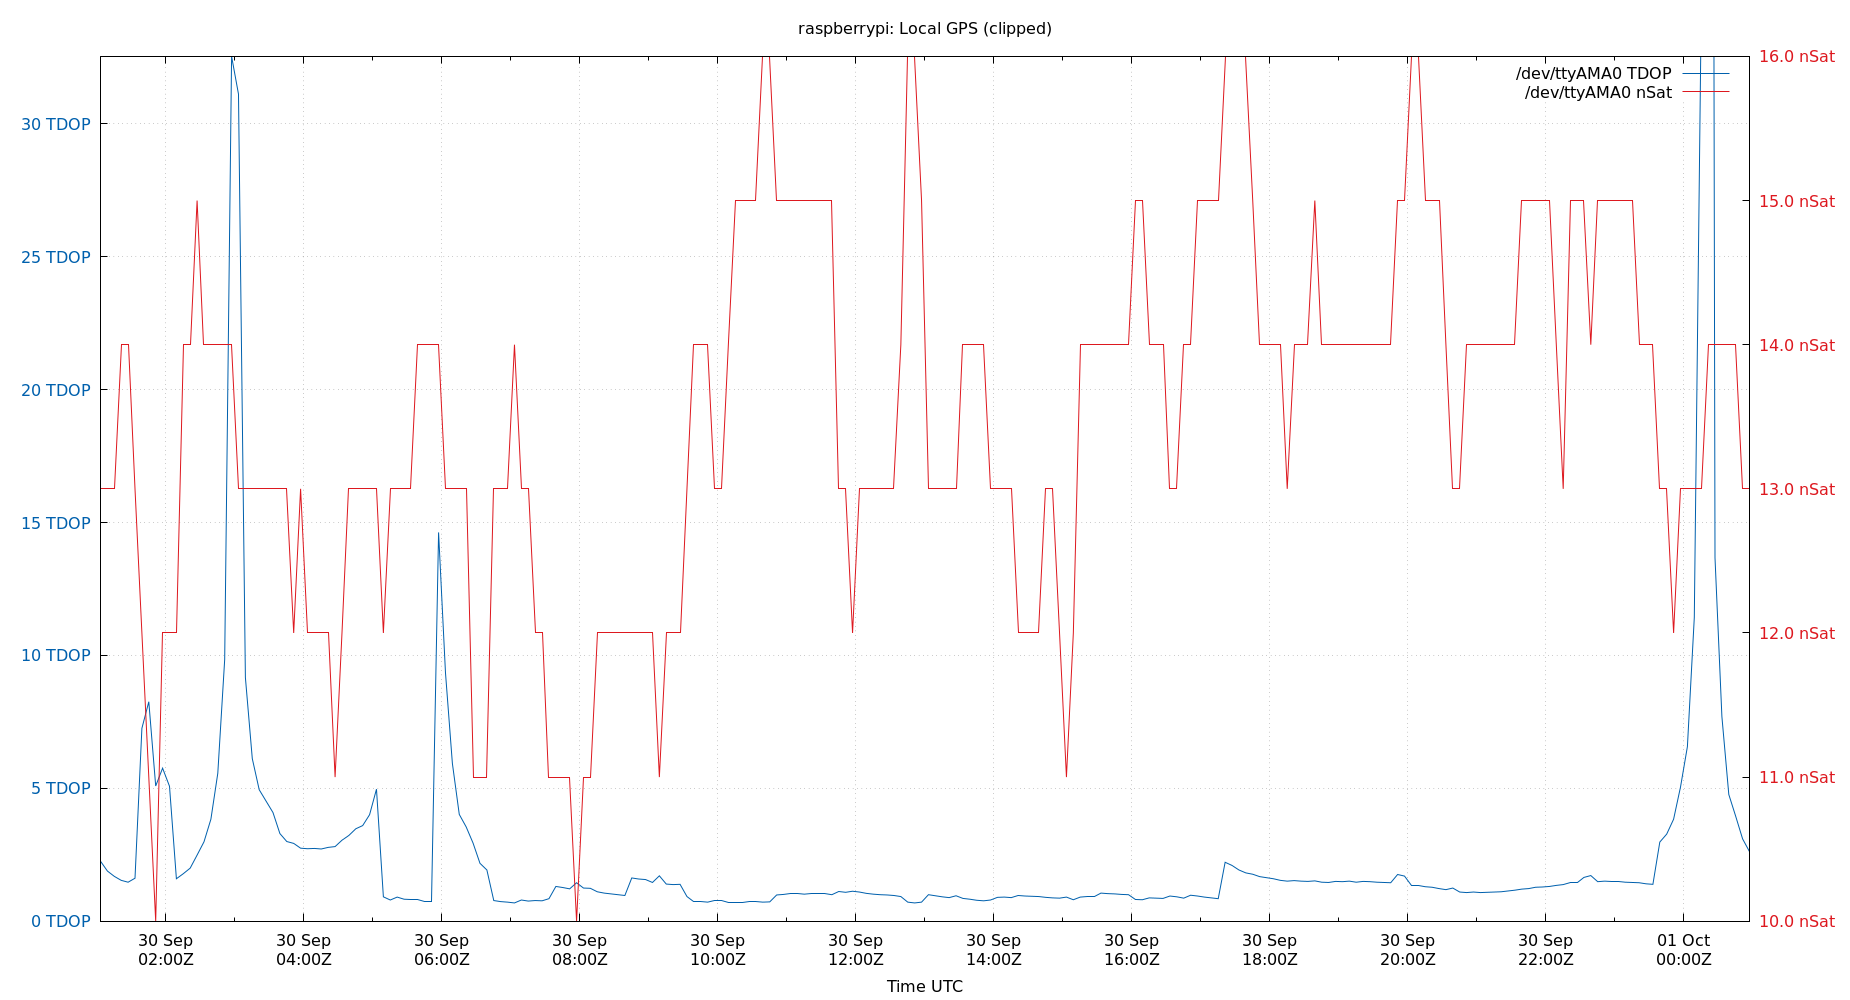 raspberrypi: Local GPS (clipped)
/dev/ttyAMA0 TDOP
/dev/ttyAMA0 nSat
30 TDOP
25 TDOP
20 TDOP
15 TDOP
10 TDOP
5 TDOP
0 TDOP
16.0 nSat
15.0 nSat
14.0 nSat
13.0 nSat
12.0 nSat
11.0 nSat
10.0 nSat
30 Sep
02:00Z
30 Sep
04:00Z
30 Sep
06:00Z
30 Sep
08:00Z
30 Sep
10:00Z
30 Sep
12:00Z
30 Sep
14:00Z
30 Sep
16:00Z
30 Sep
18:00Z
30 Sep
20:00Z
30 Sep
22:00Z
01 Oct
00:00Z
Time UTC